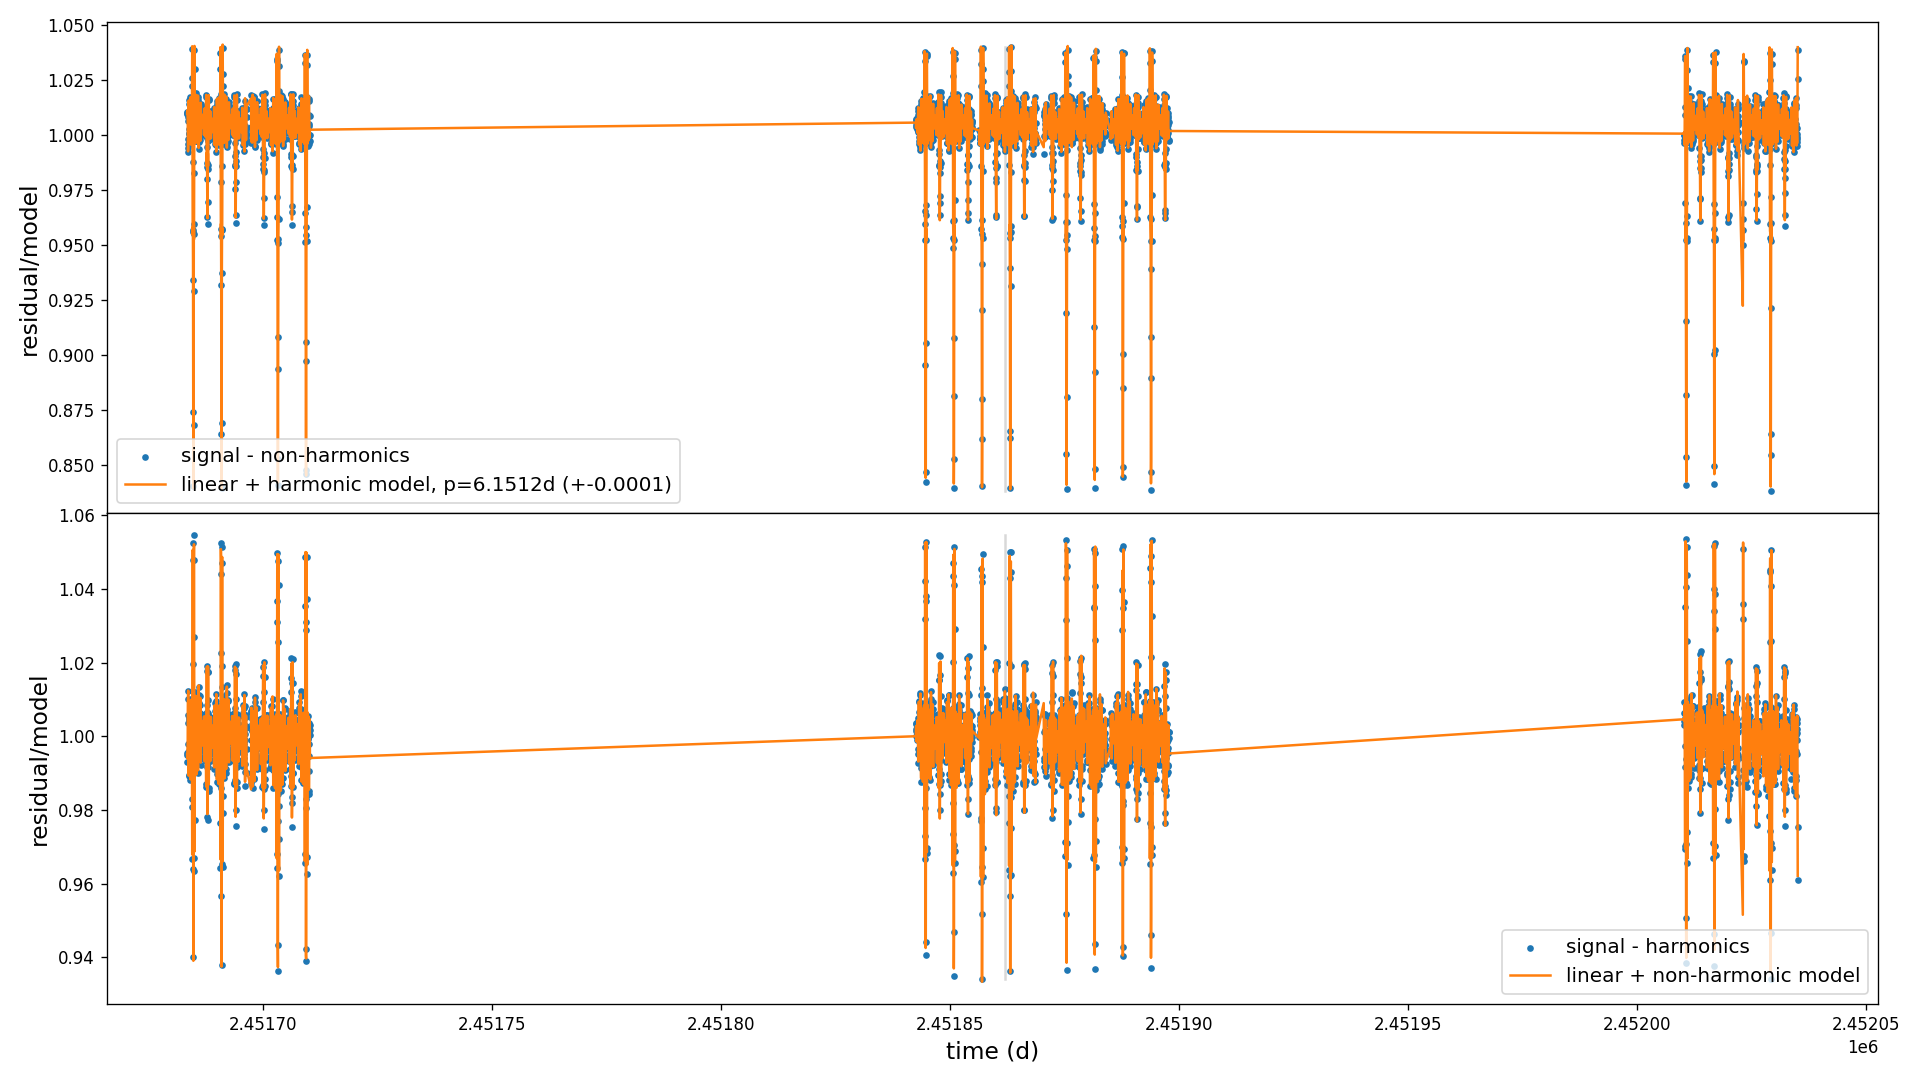 1.050
1.025
1.000
0.975
0.950
0.925
0.900
0.875
0.850
residual/model
signal - non-harmonics
linear + harmonic model, p=6.1512d (+-0.0001)
1.06
1.04
1.02
1.00
0.98
0.96
0.94
residual/model
signal - harmonics
linear + non-harmonic model
2.45170 2.45175 2.45180 2.45185 2.45190 2.45195 2.45200 2.45205
1e6
time (d)